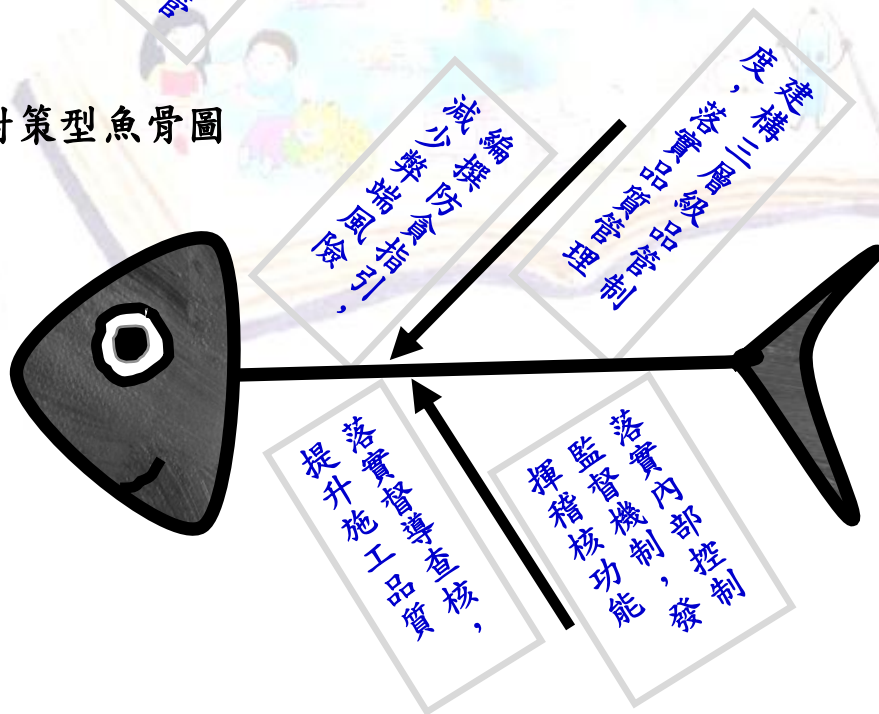 管
策型魚骨圖
編撰防貪指引，
減少弊端風險
建構三層級品管制
度，落實品質管理
落實督導查核，
提升施工品質
落實內部控制
監督機制，發
揮稽核功能